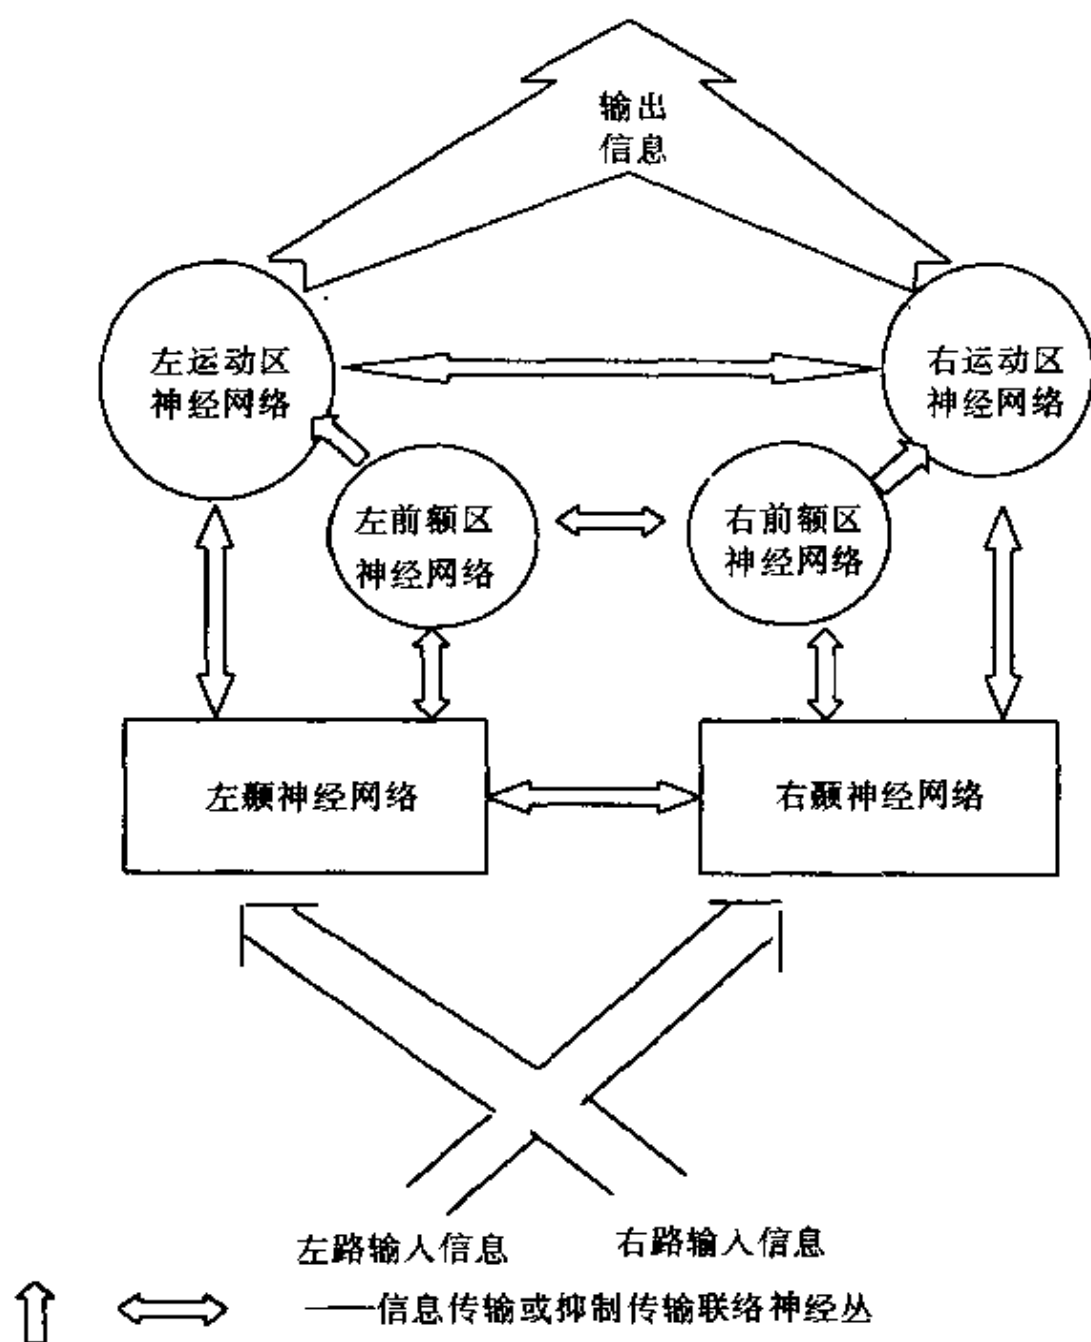 输出
信息
左运动区
神经网络
右运动区
神经网络
左前额区
神经网络
右前额区
神经网络
左颞神经网络
右颞神经网络
左路输人信息
右路输入信息
——信息传输或抑制传输联络神经丛